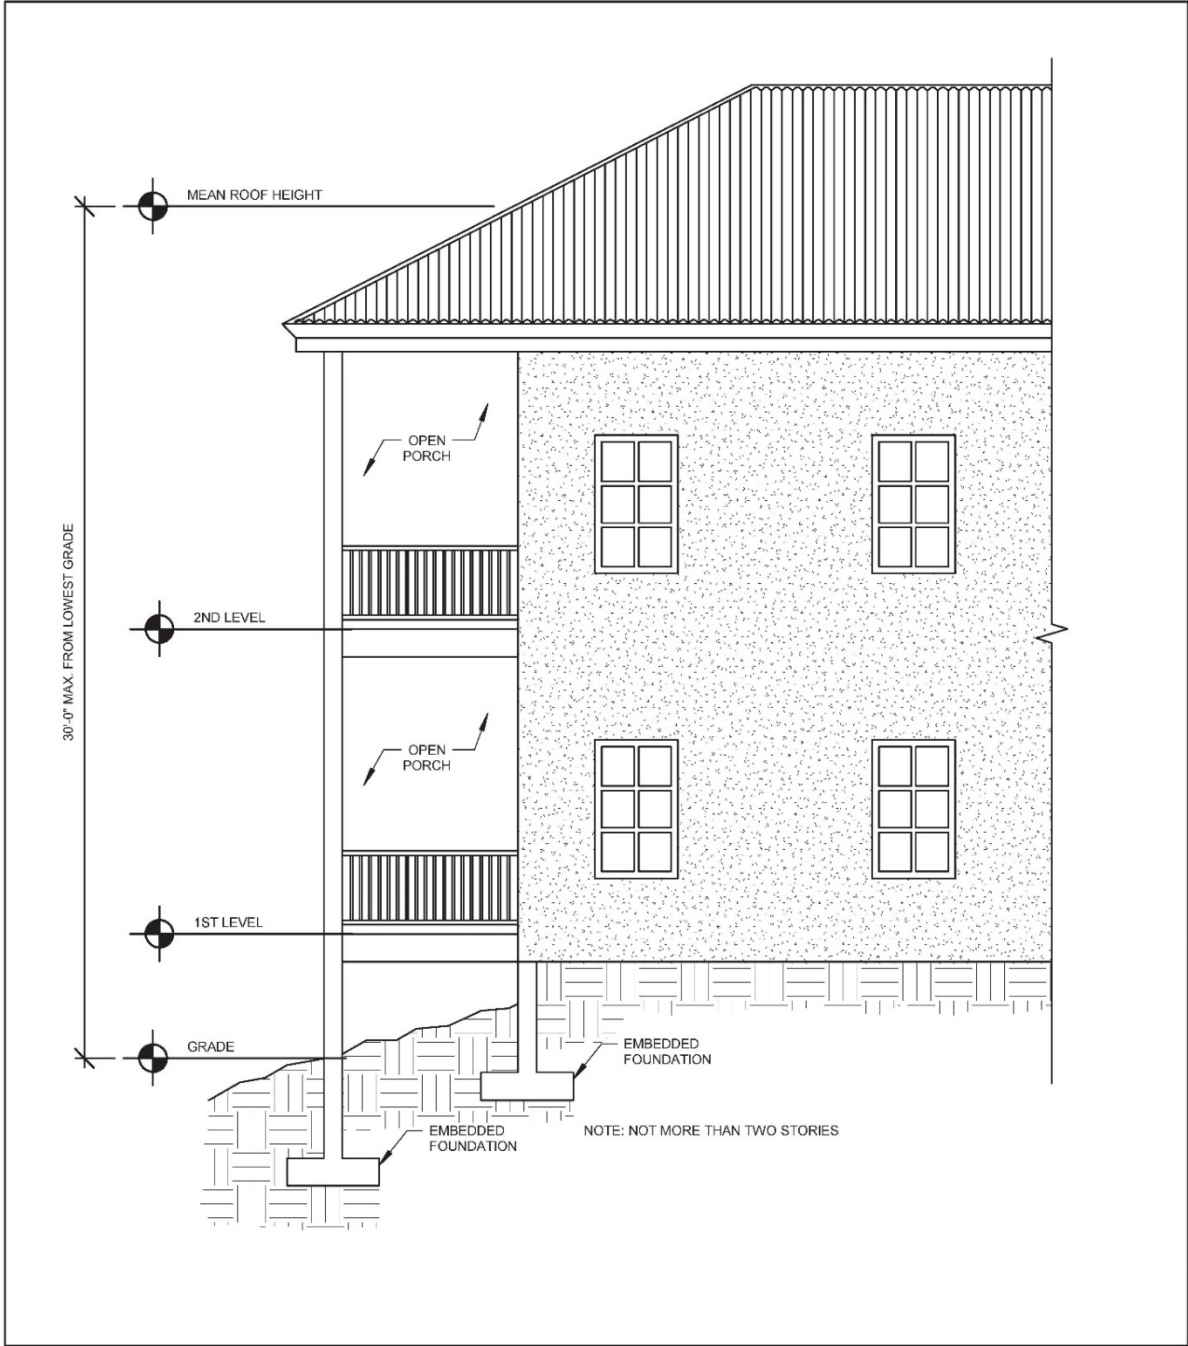 MEAN ROOF HEIGHT
OPEN
PORCH
30'-0" MAX. FROM LOWEST GRADE
2ND LEVEL
OPEN
PORCH
1ST LEVEL
GRADE
EMBEDDED
FOUNDATION
EMBEDDED
FOUNDATION
NOTE: NOT MORE THAN TWO STORIES